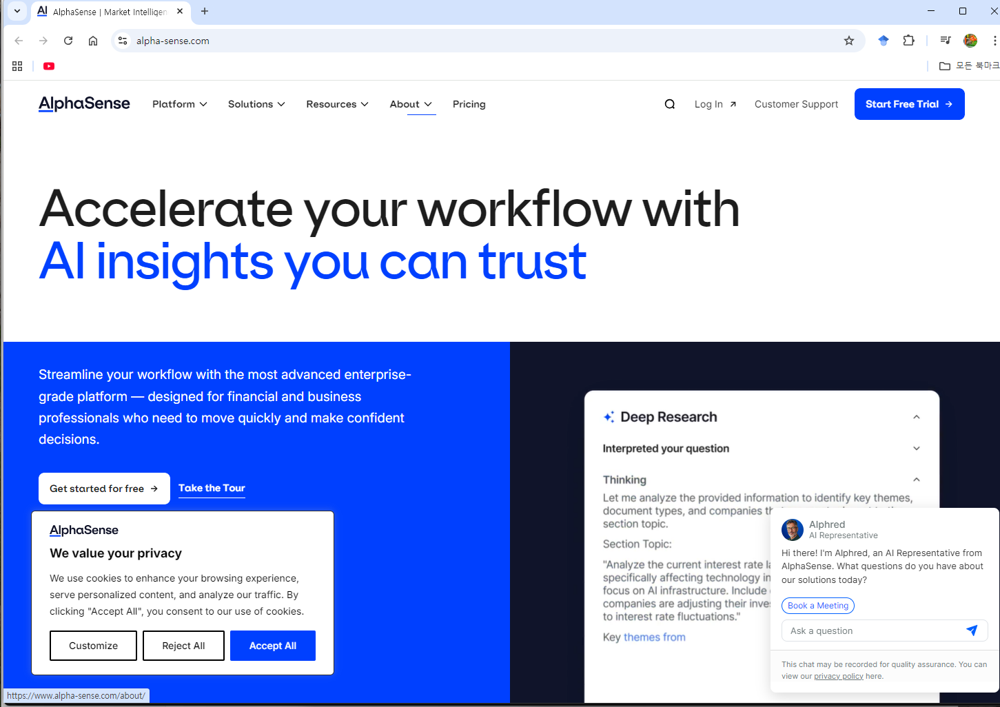 AlphaSense | Market Intelligen
alpha-sense.com
모든 북마크
AlphaSense
Platform
Solutions
Resources
About
Pricing
Log In
Customer Support
Start Free Trial
Accelerate your workflow with
AI insights you can trust
Streamline your workflow with the most advanced enterprise-
grade platform — designed for financial and business
professionals who need to move quickly and make confident
decisions.
Get started for free
Take the Tour
AlphaSense
We value your privacy
We use cookies to enhance your browsing experience,
serve personalized content, and analyze our traffic. By
clicking "Accept All", you consent to our use of cookies.
Customize
Reject All
Accept All
Deep Research
Interpreted your question
Thinking
Let me analyze the provided information to identify key themes,
document types, and companies
section topic.
Section Topic:
"Analyze the current interest rate
specifically affecting technology
focus on AI infrastructure. Include
companies are adjusting their
to interest rate fluctuations."
Key themes from
Alphred
AI Representative
Hi there! I'm Alphred, an AI Representative from
AlphaSense. What questions do you have about
our solutions today?
Book a Meeting
Ask a question
This chat may be recorded for quality assurance. You can
view our privacy policy here.
https://www.alpha-sense.com/about/